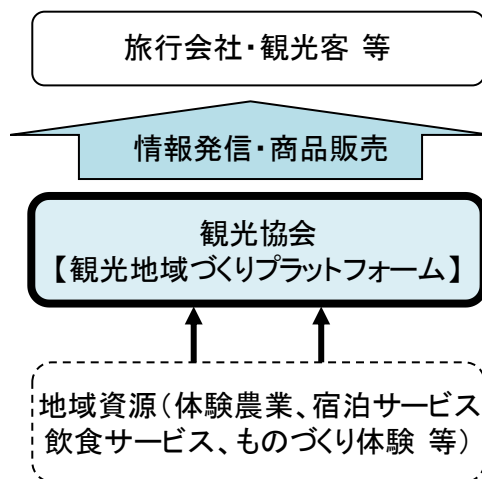 旅行会社・観光客 等
情報発信・商品販売
観光協会
【観光地域づくりプラットフォーム】
地域資源(体験農業、宿泊サービス
飲食サービス、ものづくり体験 等)